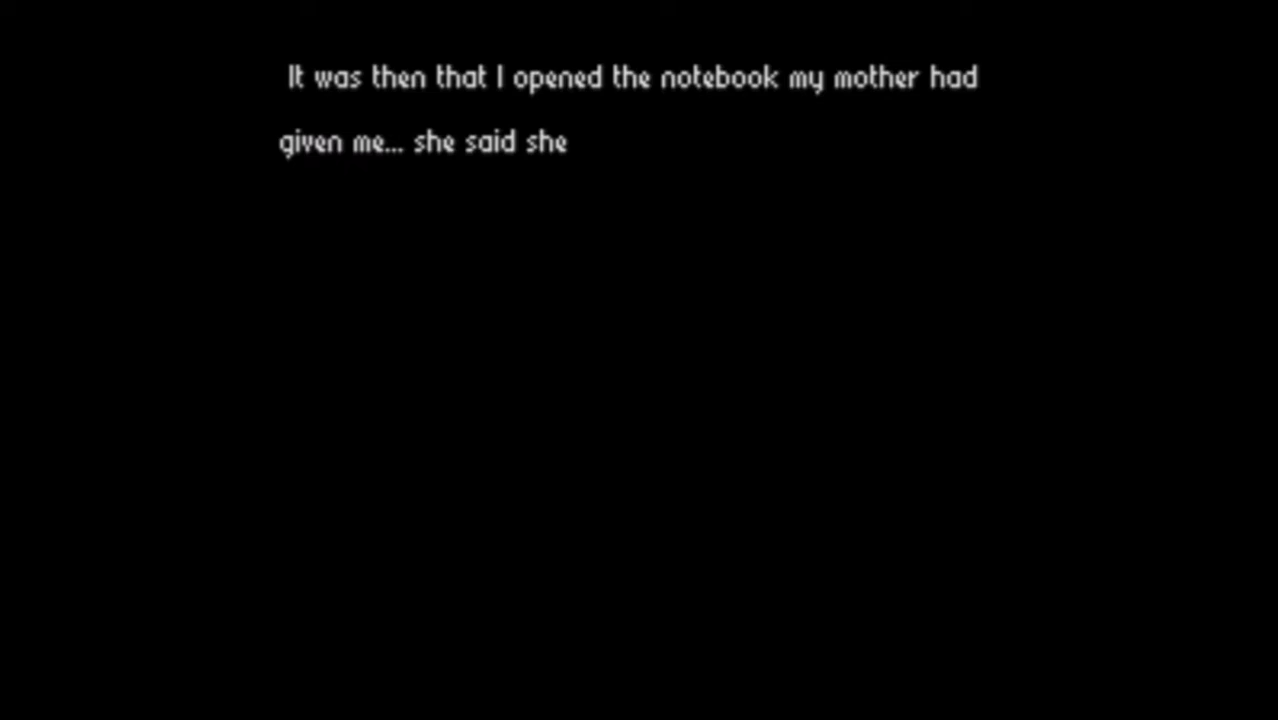 It was then that I opened the notebook my mother had
given me... she said she